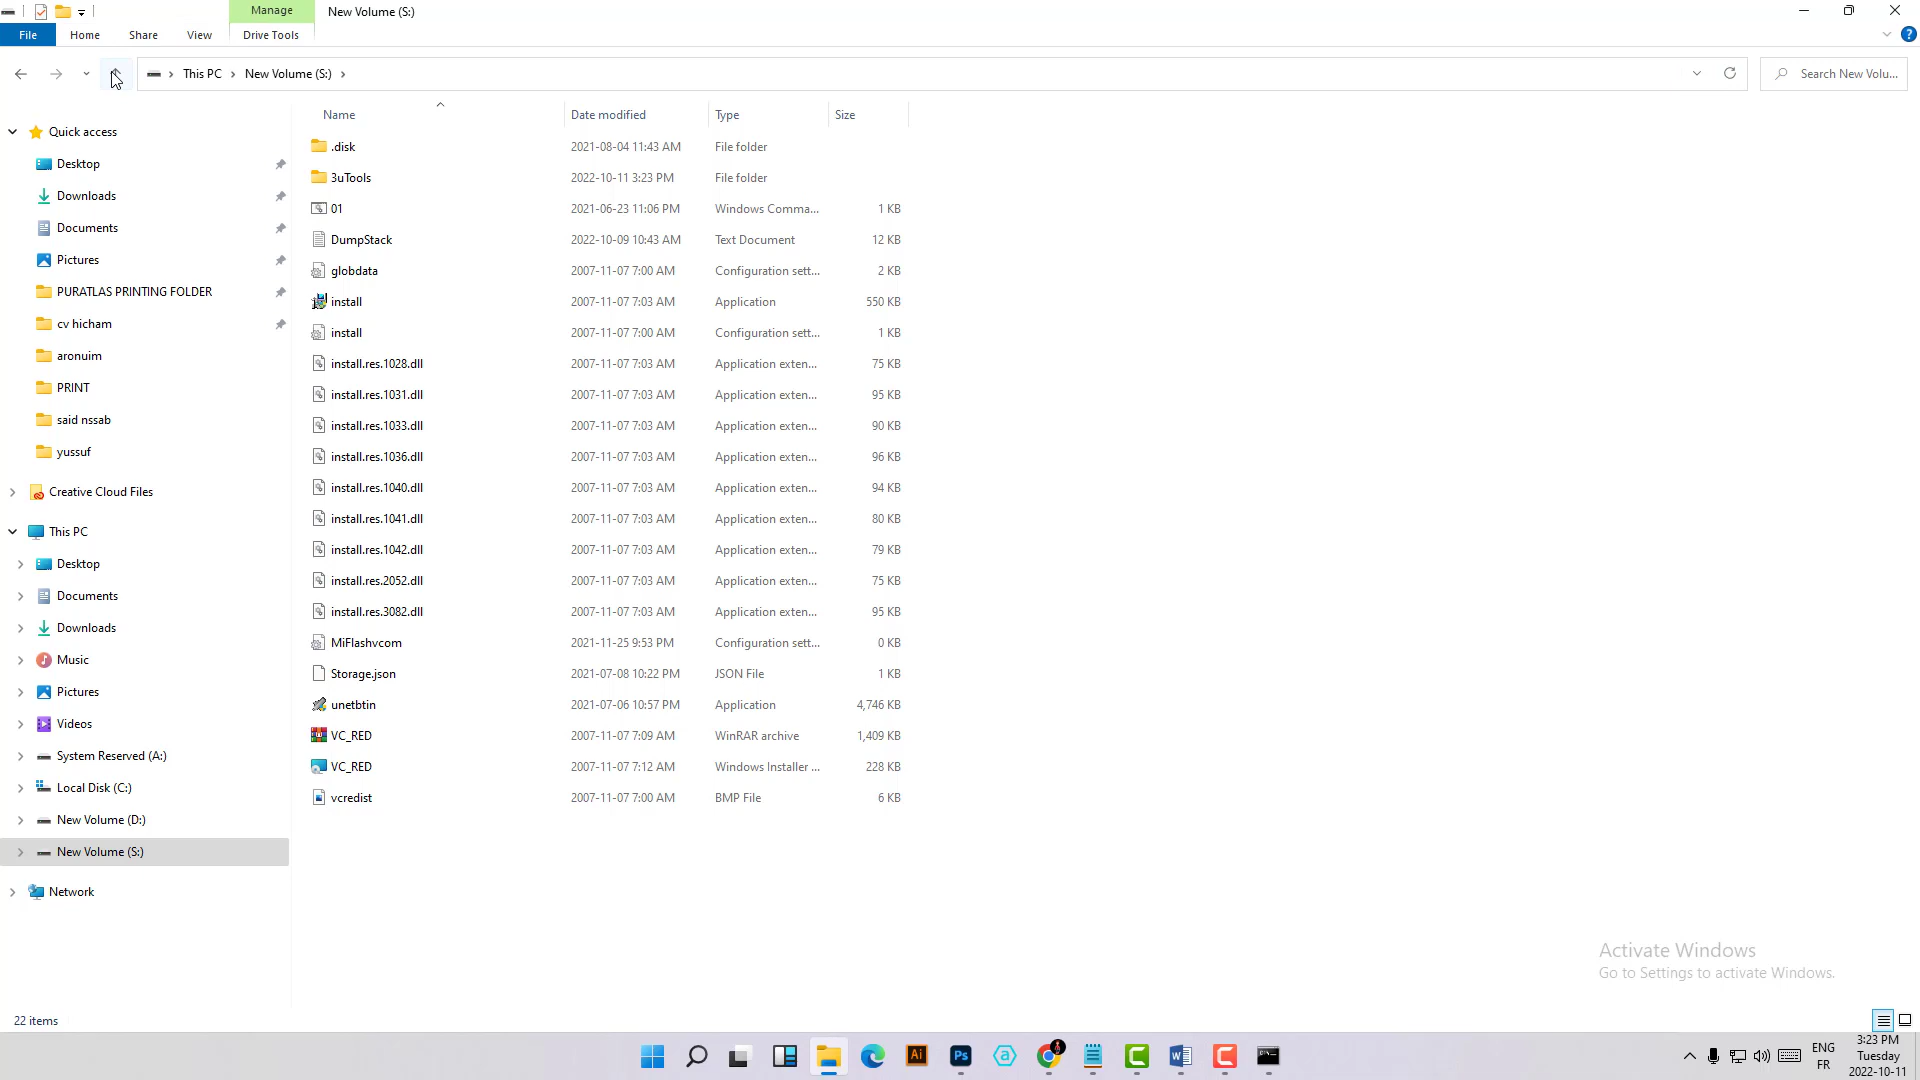 Manage New Volume (S:)
File Home Share View Drive Tools
This PC New Volume (S:) Search New Volu...
Name Date modified Type Size
Quick access
Desktop
Downloads
Documents
Pictures
PURATLAS PRINTING FOLDER
cv hicham
aronuim
PRINT
said nssab
yussuf
Creative Cloud Files
This PC
Desktop
Documents
Downloads
Music
Pictures
Videos
System Reserved (A:)
Local Disk (C:)
New Volume (D:)
New Volume (S:)
Network
.disk 2021-08-04 11:43 AM File folder
3uTools 2022-10-11 3:23 PM File folder
01 2021-06-23 11:06 PM Windows Comma... 1 KB
DumpStack 2022-10-09 10:43 AM Text Document 12 KB
globdata 2007-11-07 7:00 AM Configuration sett... 2 KB
install 2007-11-07 7:03 AM Application 550 KB
install 2007-11-07 7:00 AM Configuration sett... 1 KB
install.res.1028.dll 2007-11-07 7:03 AM Application exten... 75 KB
install.res.1031.dll 2007-11-07 7:03 AM Application exten... 95 KB
install.res.1033.dll 2007-11-07 7:03 AM Application exten... 90 KB
install.res.1036.dll 2007-11-07 7:03 AM Application exten... 96 KB
install.res.1040.dll 2007-11-07 7:03 AM Application exten... 94 KB
install.res.1041.dll 2007-11-07 7:03 AM Application exten... 80 KB
install.res.1042.dll 2007-11-07 7:03 AM Application exten... 79 KB
install.res.2052.dll 2007-11-07 7:03 AM Application exten... 75 KB
install.res.3082.dll 2007-11-07 7:03 AM Application exten... 95 KB
MiFlashvcom 2021-11-25 9:53 PM Configuration sett... 0 KB
Storage.json 2021-07-08 10:22 PM JSON File 1 KB
unetbtin 2021-07-06 10:57 PM Application 4,746 KB
VC_RED 2007-11-07 7:09 AM WinRAR archive 1,409 KB
VC_RED 2007-11-07 7:12 AM Windows Installer ... 228 KB
vcredist 2007-11-07 7:00 AM BMP File 6 KB
Activate Windows
Go to Settings to activate Windows.
22 items
Ai Ps
ENG
FR
3:23 PM
Tuesday
2022-10-11